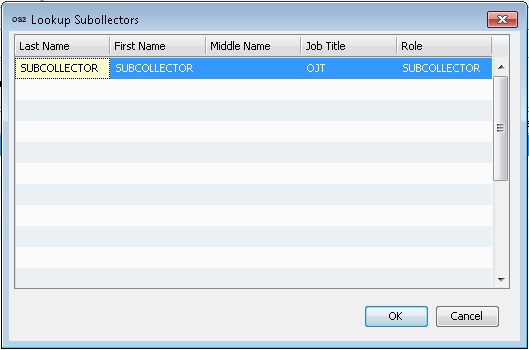 OS2 Lookup Subollectors
Last Name First Name Middle Name Job Title Role
SUBCOLLECTOR SUBCOLLECTOR OJT SUBCOLLECTOR
OK Cancel